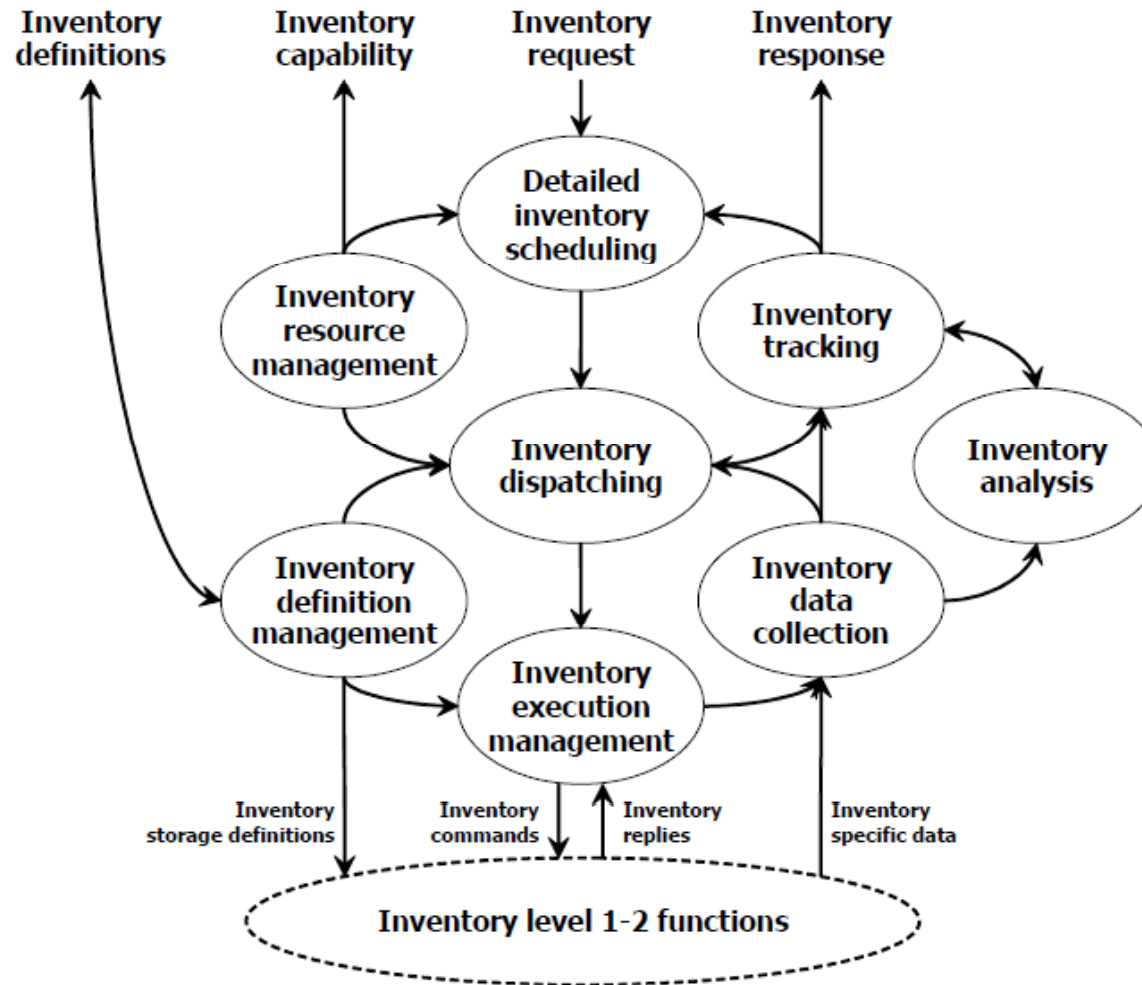 Inventory
definitions
Inventory
capability
Inventory
request
Inventory
response
Detailed
inventory
scheduling
Inventory
resource
management
Inventory
tracking
Inventory
dispatching
Inventory
analysis
Inventory
definition
management
Inventory
data
collection
Inventory
execution
management
Inventory
storage definitions
Inventory
commands
Inventory
replies
Inventory
specific data
Inventory level 1-2 functions